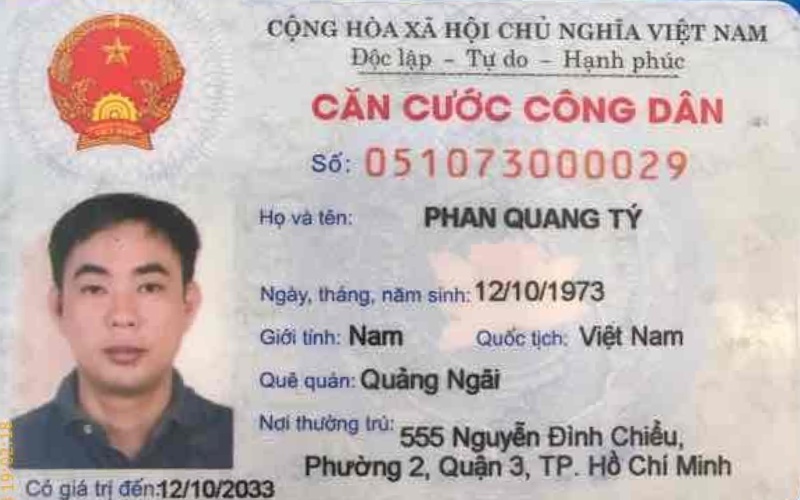 CỘNG HÒA XÃ HỘI CHỦ NGHĨA VIỆT NAM
Độc lập – Tự do – Hạnh phúc
CĂN CƯỚC CÔNG DÂN
Số: 051073000029
Họ và tên: PHAN QUANG TÝ
Ngày, tháng, năm sinh: 12/10/1973
Giới tính: Nam Quốc tịch: Việt Nam
Quê quán: Quảng Ngãi
Nơi thường trú: 555 Nguyễn Đình Chiểu,
Phường 2, Quận 3, TP. Hồ Chí Minh
Có giá trị đến: 12/10/2033